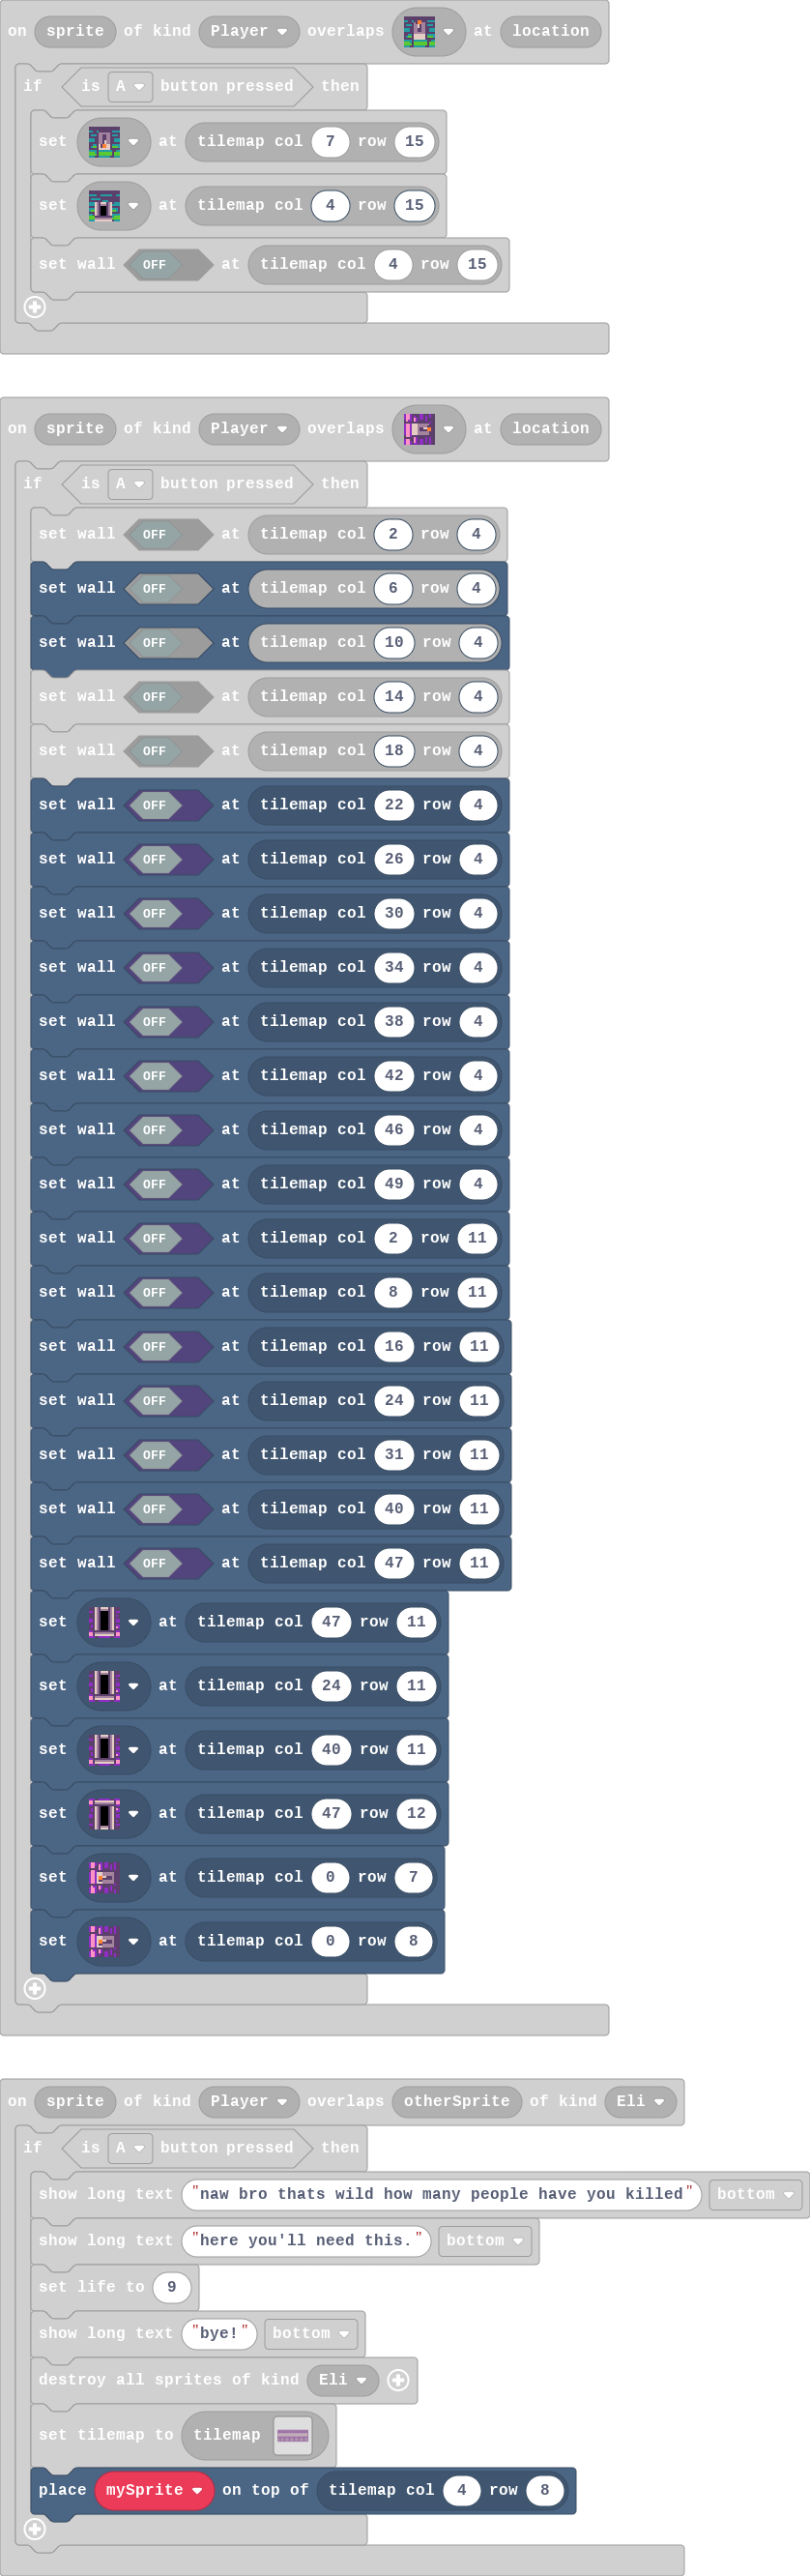 on sprite of kind Player overlaps at location
if is A button pressed then
set at tilemap col 7 row 15
set at tilemap col 4 row 15
set wall OFF at tilemap col 4 row 15
on sprite of kind Player overlaps at location
if is A button pressed then
set wall OFF at tilemap col 2 row 4
set wall OFF at tilemap col 6 row 4
set wall OFF at tilemap col 10 row 4
set wall OFF at tilemap col 14 row 4
set wall OFF at tilemap col 18 row 4
set wall OFF at tilemap col 22 row 4
set wall OFF at tilemap col 26 row 4
set wall OFF at tilemap col 30 row 4
set wall OFF at tilemap col 34 row 4
set wall OFF at tilemap col 38 row 4
set wall OFF at tilemap col 42 row 4
set wall OFF at tilemap col 46 row 4
set wall OFF at tilemap col 49 row 4
set wall OFF at tilemap col 2 row 11
set wall OFF at tilemap col 8 row 11
set wall OFF at tilemap col 16 row 11
set wall OFF at tilemap col 24 row 11
set wall OFF at tilemap col 31 row 11
set wall OFF at tilemap col 40 row 11
set wall OFF at tilemap col 47 row 11
set at tilemap col 47 row 11
set at tilemap col 24 row 11
set at tilemap col 40 row 11
set at tilemap col 47 row 12
set at tilemap col 0 row 7
set at tilemap col 0 row 8
on sprite of kind Player overlaps otherSprite of kind Eli
if is A button pressed then
show long text "naw bro thats wild how many people have you killed" bottom
show long text "here you'll need this." bottom
set life to 9
show long text "bye!" bottom
destroy all sprites of kind Eli
set tilemap to tilemap
place mySprite on top of tilemap col 4 row 8